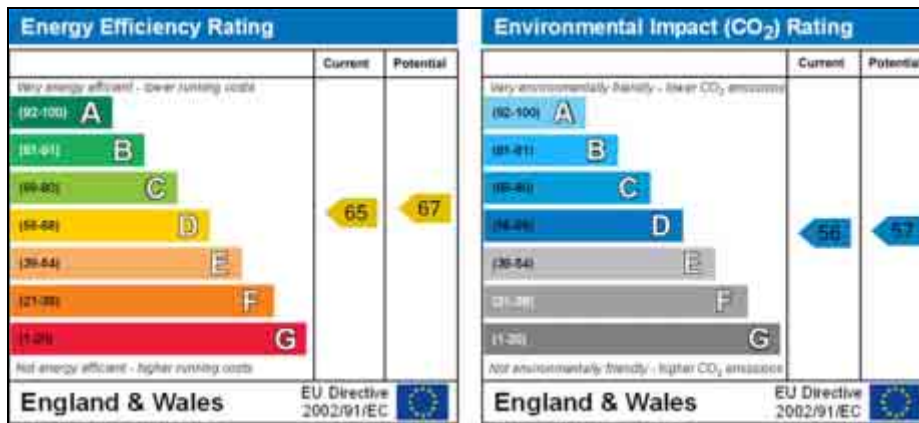 Energy Efficiency Rating
Current Potential
Very energy efficient - lower running costs
(92-100) A
(81-91) B
(69-80) C
(55-68) D
(39-54) E
(21-38) F
(1-20) G
65
67
Not energy efficient - higher running costs
England & Wales
EU Directive
2002/91/EC
Environmental Impact (CO₂) Rating
Current Potential
Very environmentally friendly - lower CO₂ emissions
(92-100) A
(81-91) B
(69-80) C
(55-68) D
(39-54) E
(21-38) F
(1-20) G
56
57
Not environmentally friendly - higher CO₂ emissions
England & Wales
EU Directive
2002/91/EC